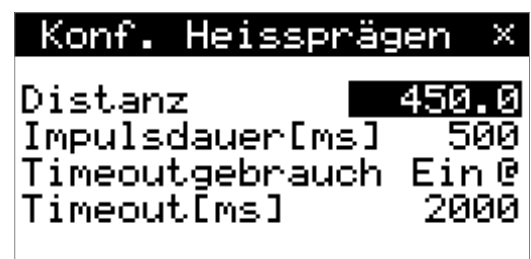 Konf. Heissprägen ×
Distanz 450.0
Impulsdauer[ms] 500
Timeoutgebrauch Ein @
Timeout[ms] 2000